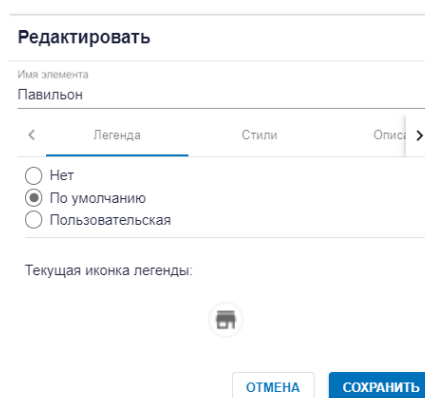 Редактировать
Имя элемента
Павильон
Легенда Стили Описа
Нет
По умолчанию
Пользовательская
Текущая иконка легенды:
ОТМЕНА СОХРАНИТЬ